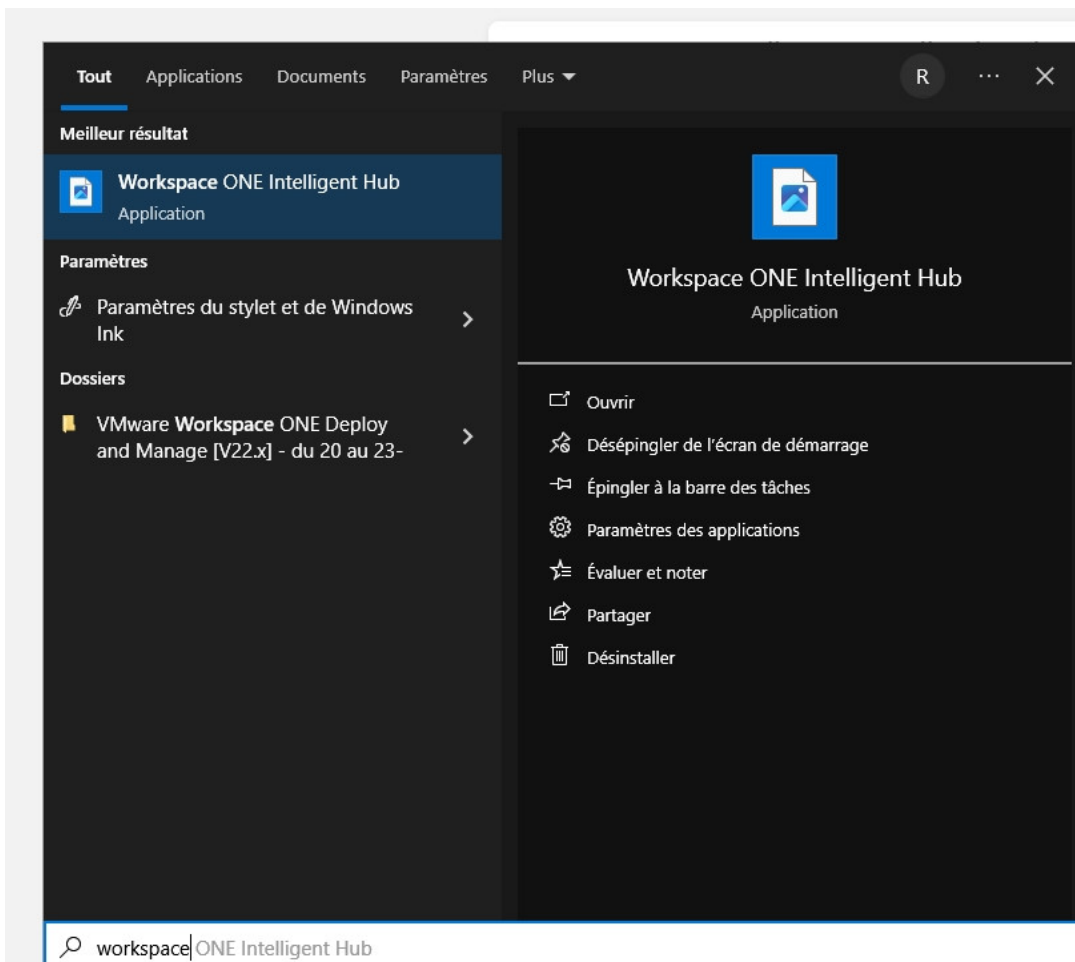 Tout Applications Documents Paramètres Plus R
Meilleur résultat
Workspace ONE Intelligent Hub
Application
Paramètres
Paramètres du stylet et de Windows
Ink
Dossiers
VMware Workspace ONE Deploy
and Manage [V22.x] - du 20 au 23-
Workspace ONE Intelligent Hub
Application
Ouvrir
Désépingler de l'écran de démarrage
Épingler à la barre des tâches
Paramètres des applications
Évaluer et noter
Partager
Désinstaller
workspace ONE Intelligent Hub